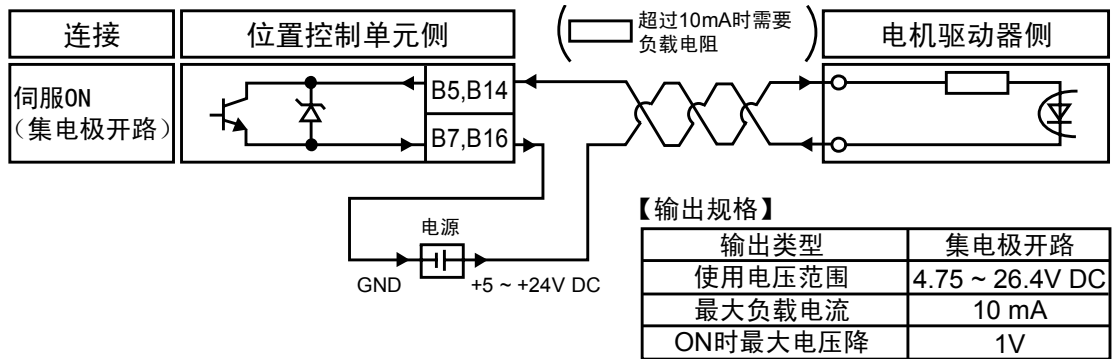 连接
位置控制单元侧
超过10mA时需要
负载电阻
电机驱动器侧
伺服ON
（集电极开路）
B5,B14
B7,B16
电源
GND
+5 ~ +24V DC
【输出规格】
输出类型 集电极开路
使用电压范围 4.75 ~ 26.4V DC
最大负载电流 10 mA
ON时最大电压降 1V